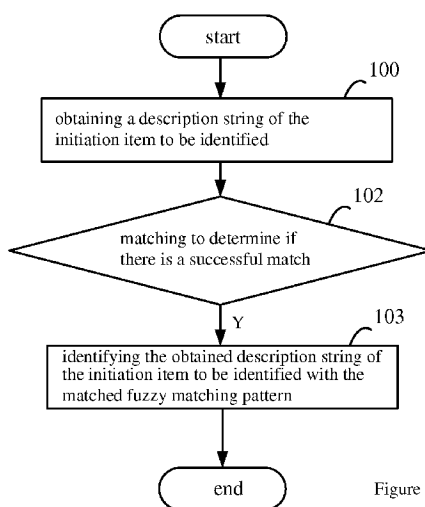 start
100
obtaining a description string of the
initiation item to be identified
102
matching to determine if
there is a successful match
Y
103
identifying the obtained description string of
the initiation item to be identified with the
matched fuzzy matching pattern
end
Figure